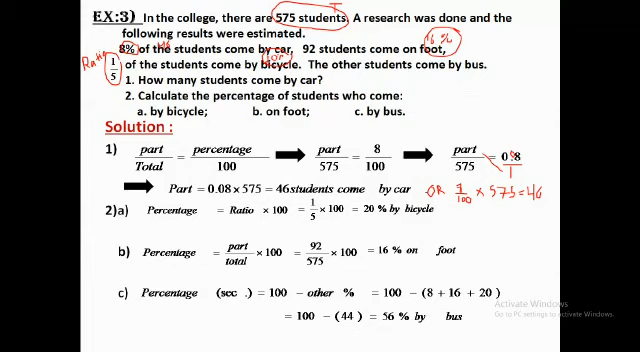 EX:3) In the college, there are 575 students. A research was done and the
following results were estimated.
8% of the students come by car, 92 students come on foot,
1/5 of the students come by bicycle. The other students come by bus.
Ratio
16 %
1. How many students come by car?
2. Calculate the percentage of students who come:
a. by bicycle; b. on foot; c. by bus.
Solution :
1) part/Total = percentage/100 part/575 = 8/100 part/575 = 0.08/1
Part = 0.08 × 575 = 46 students come by car OR /100 × 575 = 46
2)a) Percentage = Ratio × 100 = 1/5 × 100 = 20 % by bicycle
b) Percentage = part/total × 100 = 92/575 × 100 = 16 % on foot
c) Percentage (sec .) = 100 − other % = 100 − (8 + 16 + 20 )
= 100 − (44 ) = 56 % by bus
Activate Windows
Go to PC settings to activate Windows.